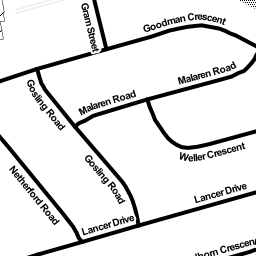 Gram Street
Goodman Crescent
Malaren Road
Gosling Road
Malaren Road
Weller Crescent
Gosling Road
Netherford Road
Lancer Drive
Lancer Drive
Crescen